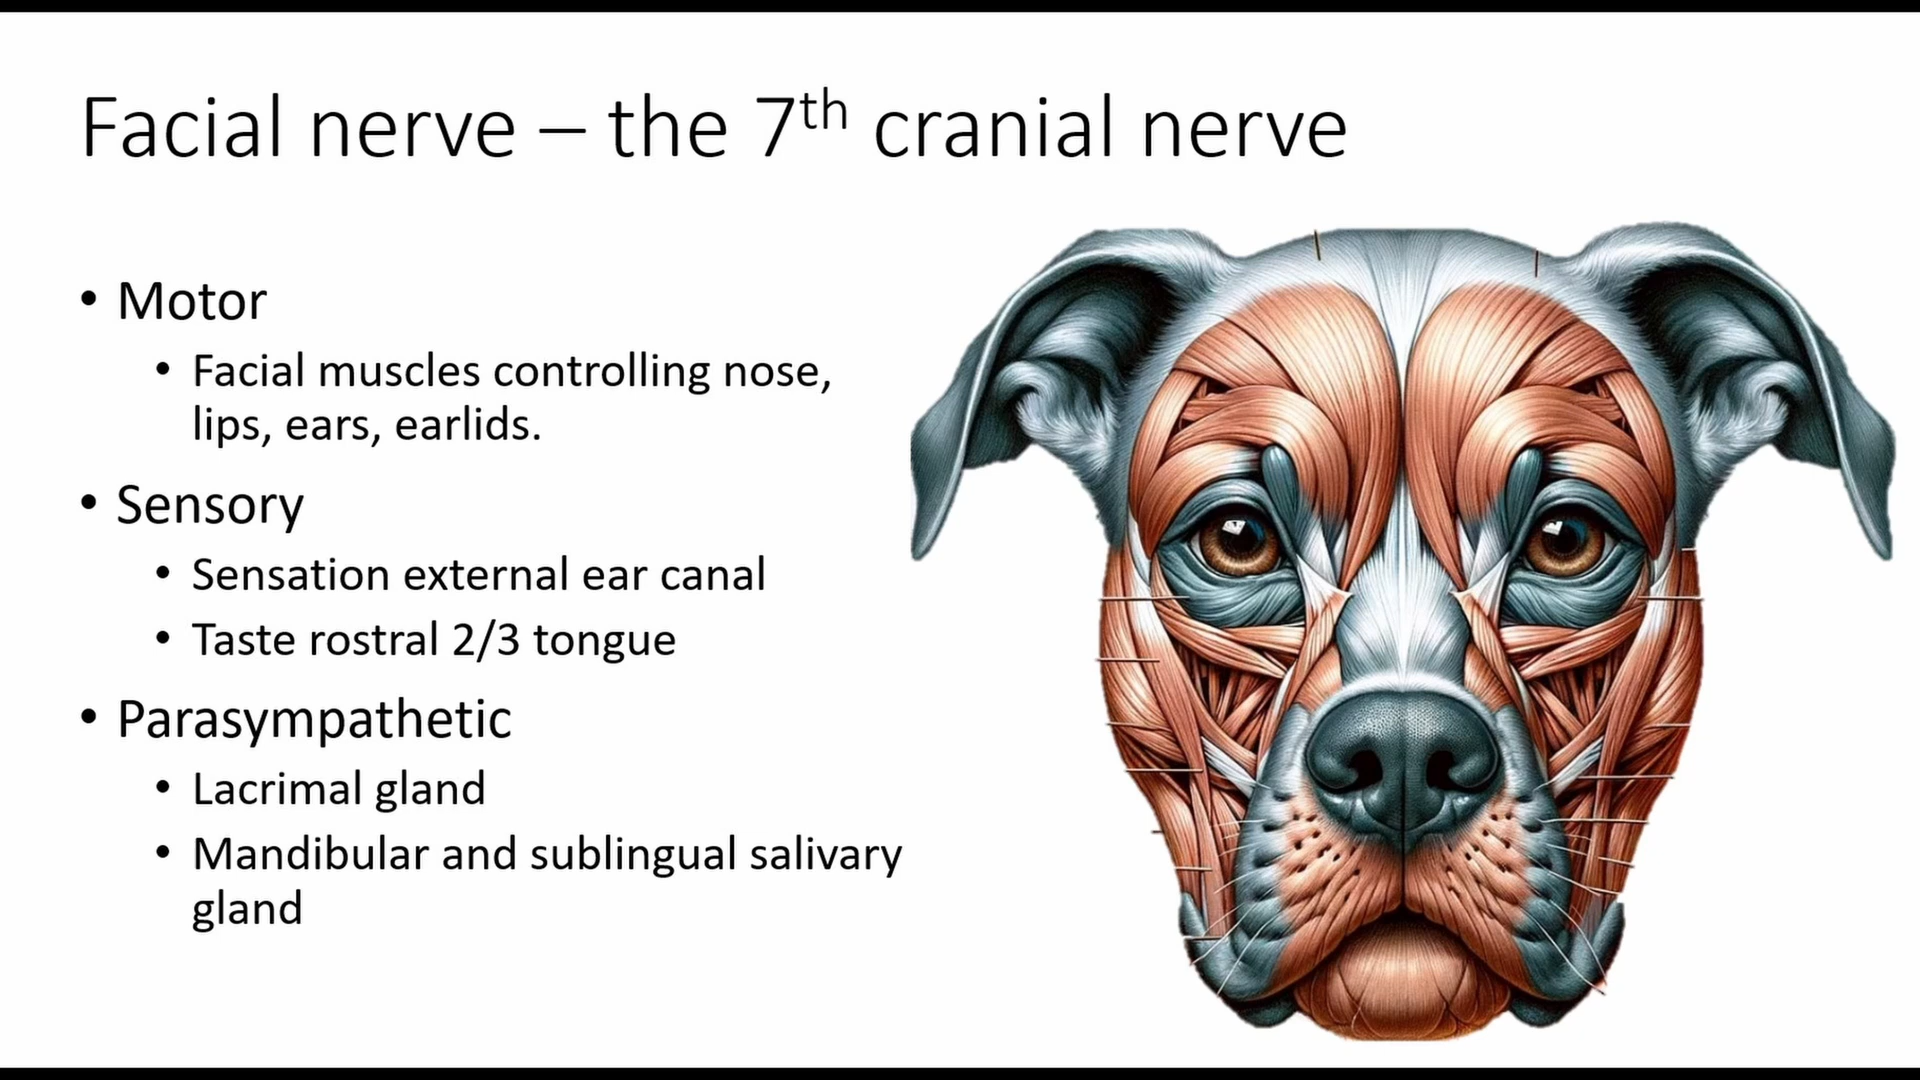 Facial nerve – the 7th cranial nerve
• Motor
• Facial muscles controlling nose,
lips, ears, earlids.
• Sensory
• Sensation external ear canal
• Taste rostral 2/3 tongue
• Parasympathetic
• Lacrimal gland
• Mandibular and sublingual salivary
gland